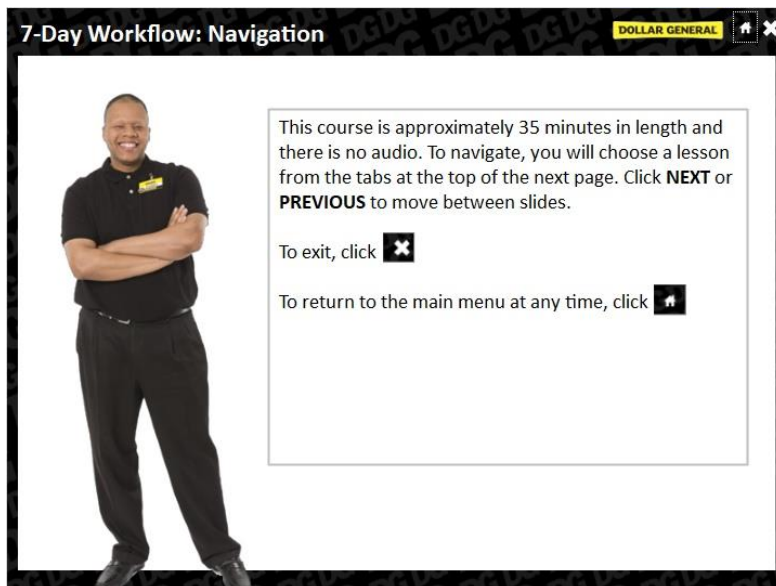 7-Day Workflow: Navigation
DOLLAR GENERAL
This course is approximately 35 minutes in length and
there is no audio. To navigate, you will choose a lesson
from the tabs at the top of the next page. Click NEXT or
PREVIOUS to move between slides.
To exit, click
To return to the main menu at any time, click